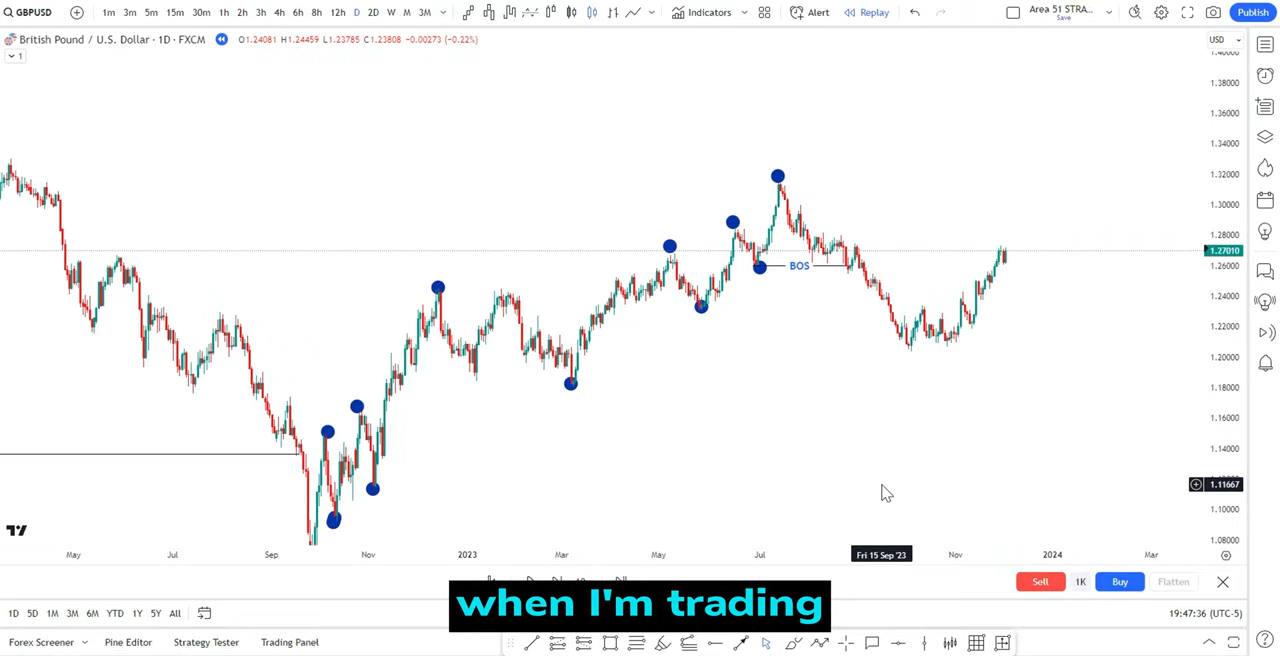 GBPUSD 1m 3m 5m 15m 30m 1h 2h 3h 4h 6h 8h 12h D 2D W M 3M Indicators Alert Replay Area 51 STRA... Save Publish
British Pound / U.S. Dollar · 1D · FXCM O1.24081 H1.24459 L1.23785 C1.23808 -0.00273 (-0.22%) USD
1
1.40000
1.38000
1.36000
1.34000
1.32000
1.30000
1.28000
1.27010
BOS
1.26000
1.24000
1.22000
1.20000
1.18000
1.16000
1.14000
1.11667
1.10000
1.08000
May Jul Sep Nov 2023 Mar May Jul Fri 15 Sep '23 Nov 2024 Mar
Sell 1K Buy Flatten
when I'm trading
1D 5D 1M 3M 6M YTD 1Y 5Y All 19:47:36 (UTC-5)
Forex Screener Pine Editor Strategy Tester Trading Panel